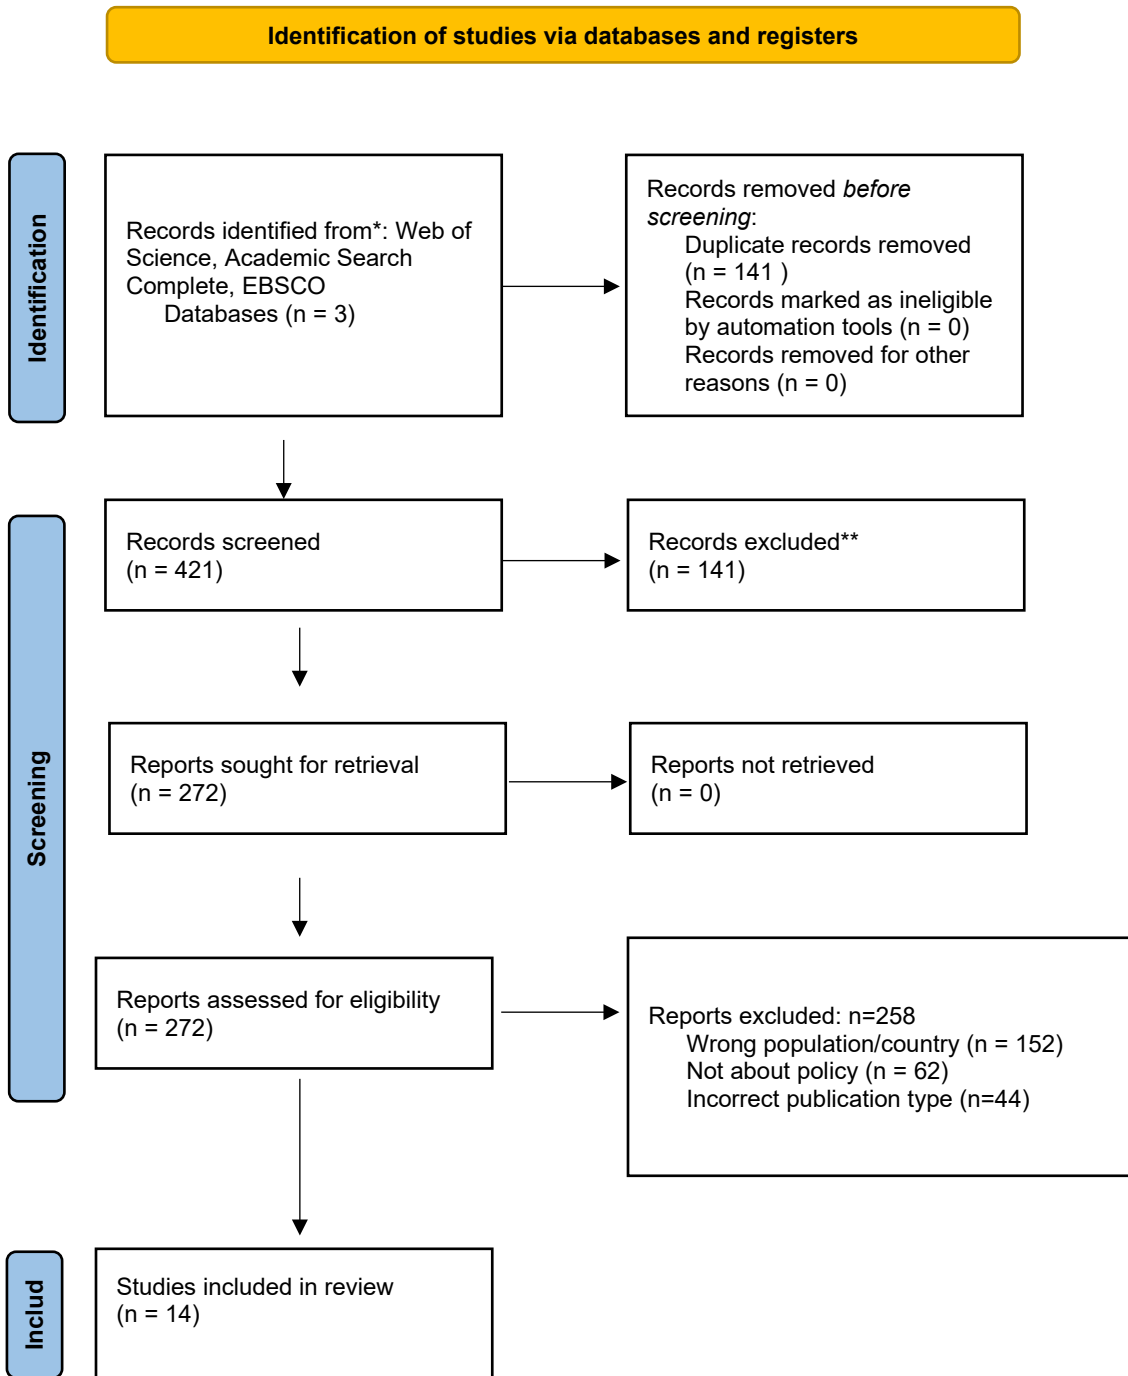 Identification of studies via databases and registers
Identification
Records identified from*: Web of
Science, Academic Search
Complete, EBSCO
Databases (n = 3)
Records removed before
screening:
Duplicate records removed
(n = 141 )
Records marked as ineligible
by automation tools (n = 0)
Records removed for other
reasons (n = 0)
Screening
Records screened
(n = 421)
Records excluded**
(n = 141)
Reports sought for retrieval
(n = 272)
Reports not retrieved
(n = 0)
Reports assessed for eligibility
(n = 272)
Reports excluded: n=258
Wrong population/country (n = 152)
Not about policy (n = 62)
Incorrect publication type (n=44)
Includ
Studies included in review
(n = 14)